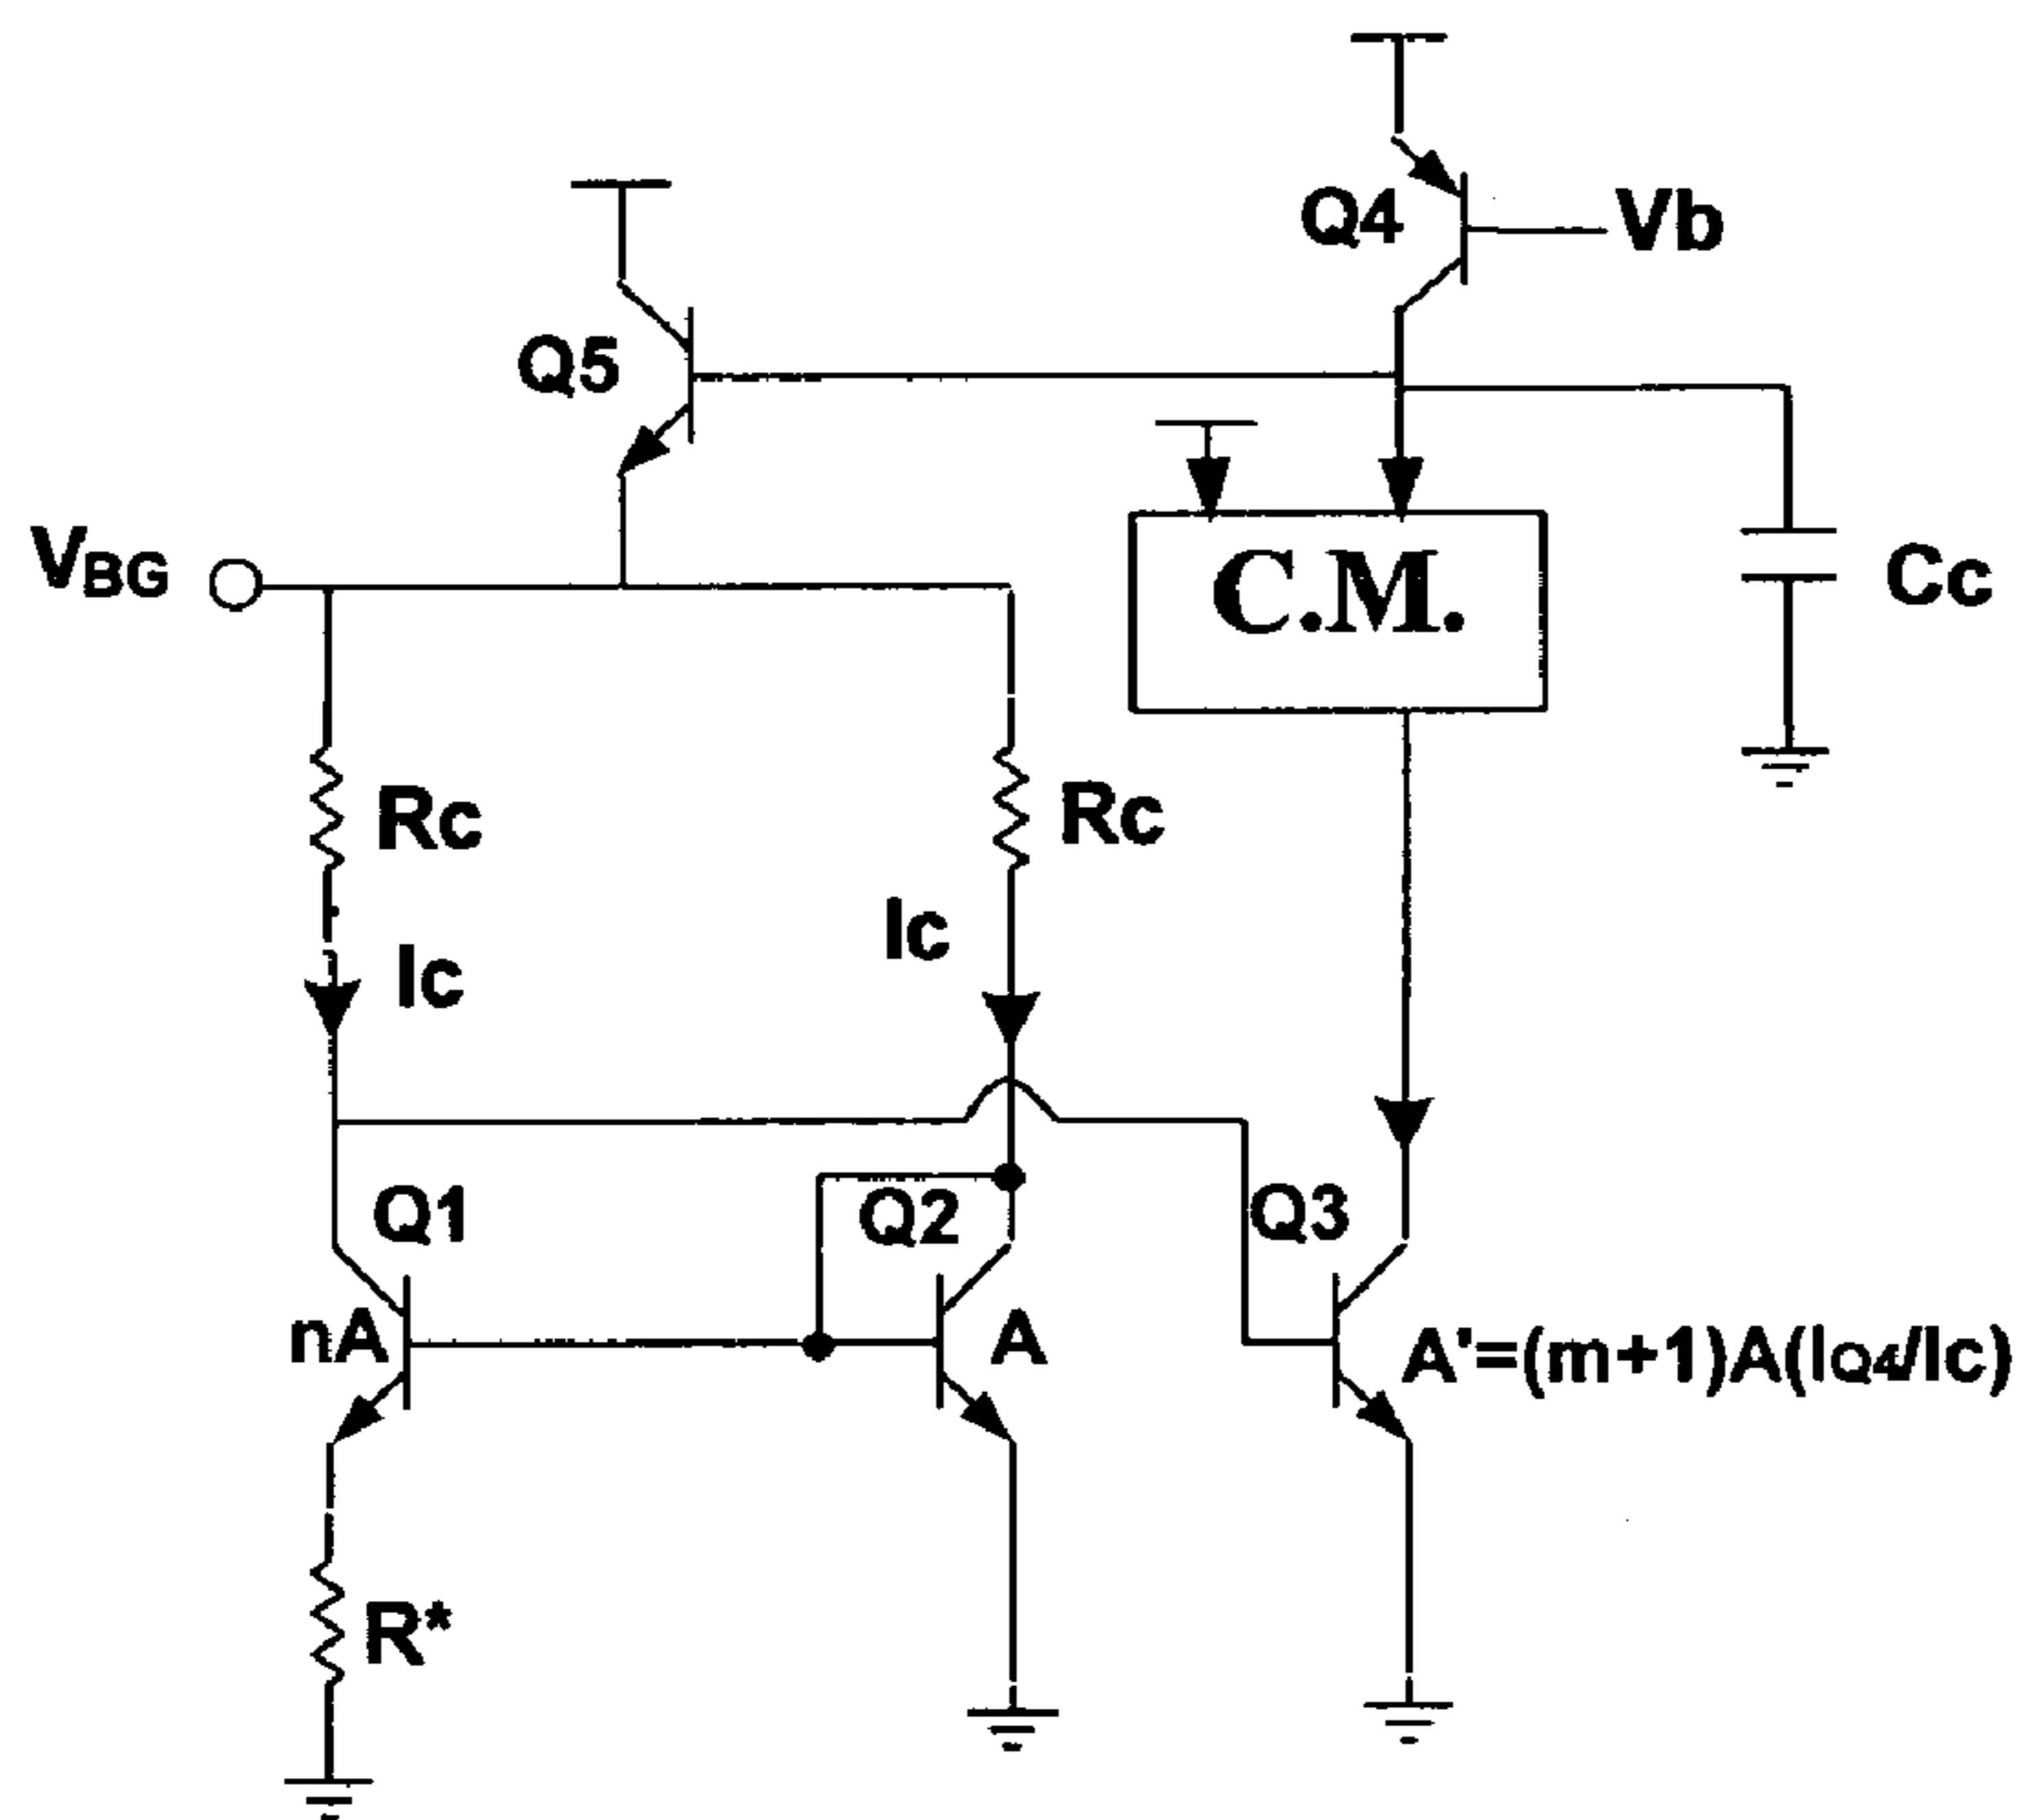 Q4
Vb
Q5
VBG
C.M.
Cc
Rc
Rc
Ic
Ic
Q1
Q2
Q3
nA
A
A'=(m+1)A(IQ4/Ic)
R*